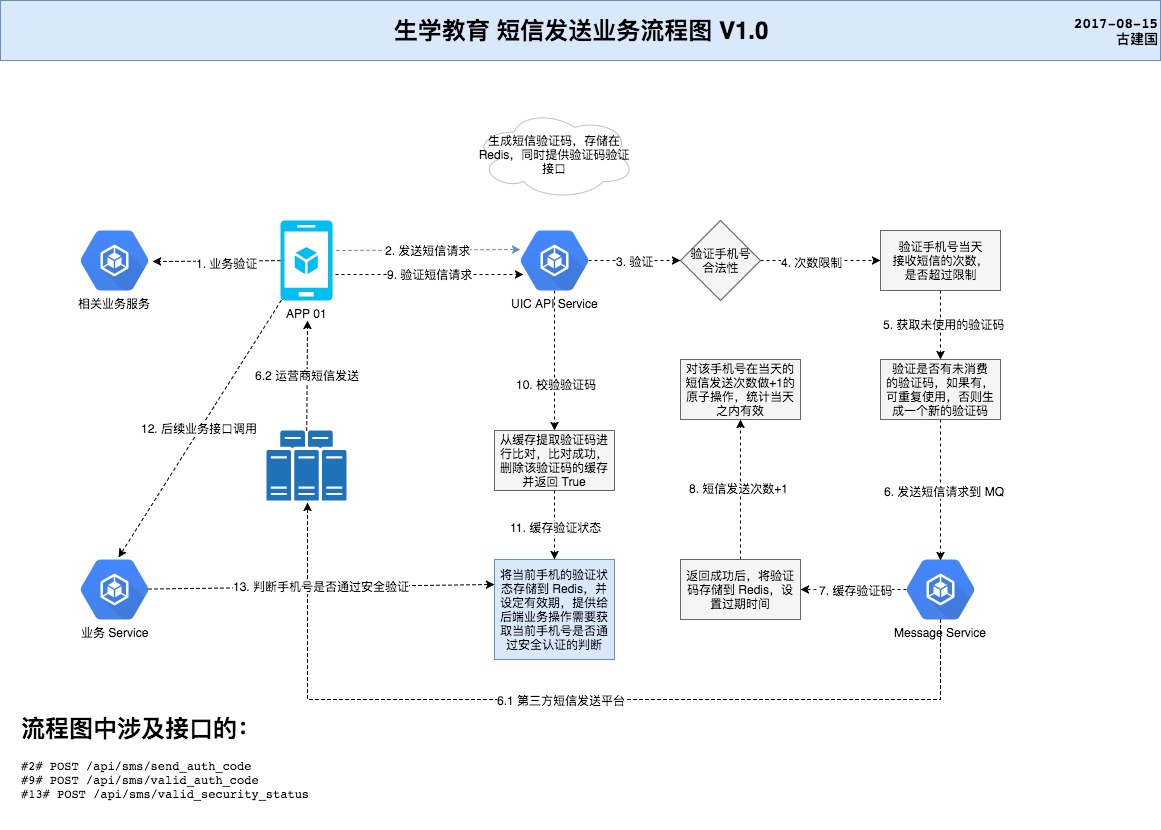 生学教育 短信发送业务流程图 V1.0
2017-08-15
古建国
生成短信验证码，存储在
Redis，同时提供验证码验证
接口
1. 业务验证
2. 发送短信请求
9. 验证短信请求
3. 验证
验证手机号
合法性
4. 次数限制
验证手机号当天
接收短信的次数，
是否超过限制
相关业务服务
APP 01
UIC API Service
5. 获取未使用的验证码
6.2 运营商短信发送
10. 校验验证码
对该手机号在当天的
短信发送次数做+1的
原子操作，统计当天
之内有效
验证是否有未消费
的验证码，如果有，
可重复使用，否则生
成一个新的验证码
12. 后续业务接口调用
从缓存提取验证码进
行比对，比对成功，
删除该验证码的缓存
并返回 True
8. 短信发送次数+1
6. 发送短信请求到 MQ
11. 缓存验证状态
13. 判断手机号是否通过安全验证
将当前手机的验证状
态存储到 Redis，并
设定有效期，提供给
后端业务操作需要获
取当前手机号是否通
过安全认证的判断
返回成功后，将验证
码存储到 Redis，设
置过期时间
7. 缓存验证码
业务 Service
Message Service
6.1 第三方短信发送平台
流程图中涉及接口的：
#2# POST /api/sms/send_auth_code
#9# POST /api/sms/valid_auth_code
#13# POST /api/sms/valid_security_status